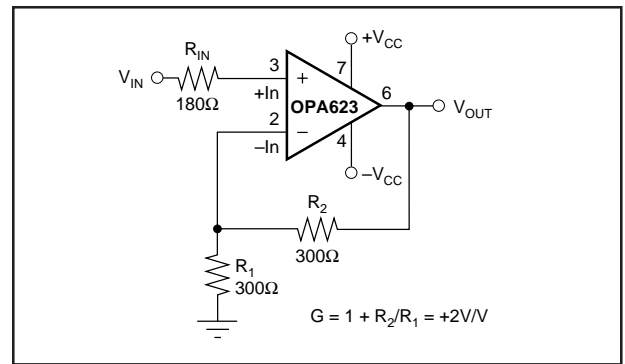 +V_CC
R_IN
V_IN
180Ω
3
+In
+
7
OPA623
6
V_OUT
2
–In
–
4
–V_CC
R_2
300Ω
R_1
300Ω
G = 1 + R_2/R_1 = +2V/V